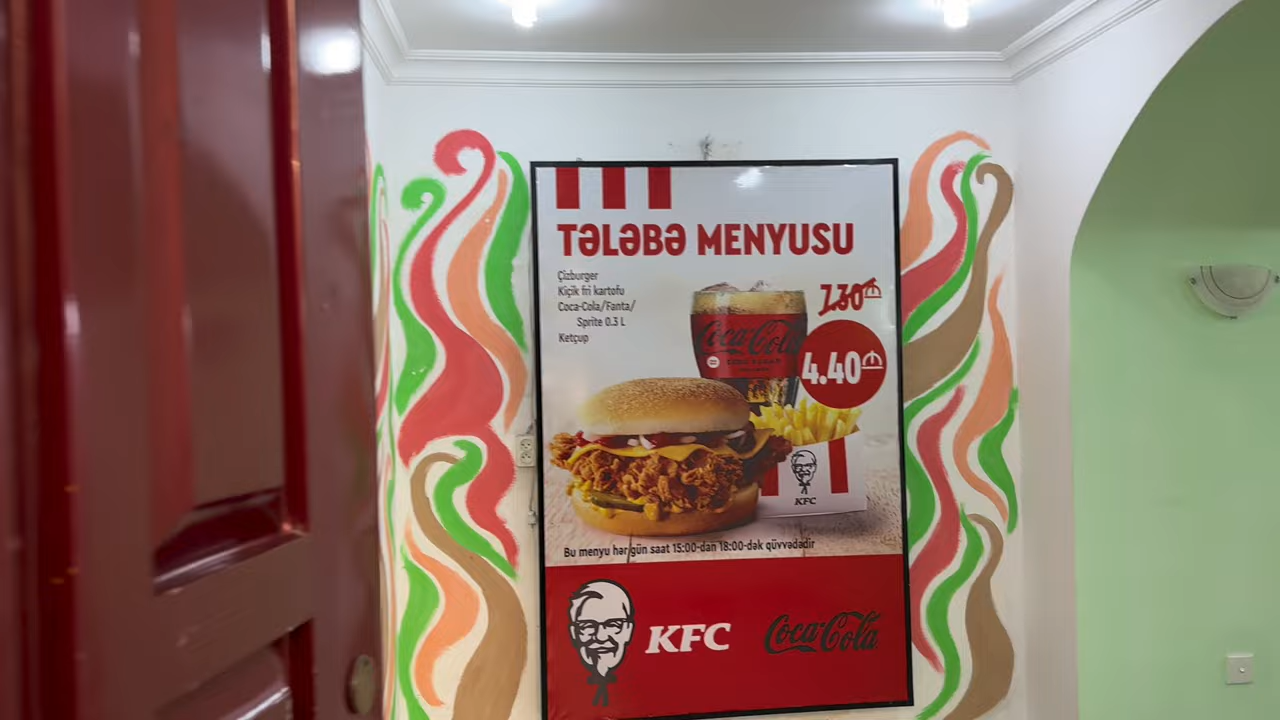 TƏLƏBƏ MENYUSU
Çizburger
Kiçik fri kartofu
Coca-Cola/Fanta/
Sprite 0.3 L
Ketçup
7.30₼
4.40₼
Coca-Cola
KFC
Bu menyu hər gün saat 15:00-dan 18:00-dək qüvvədədir
KFC
Coca-Cola